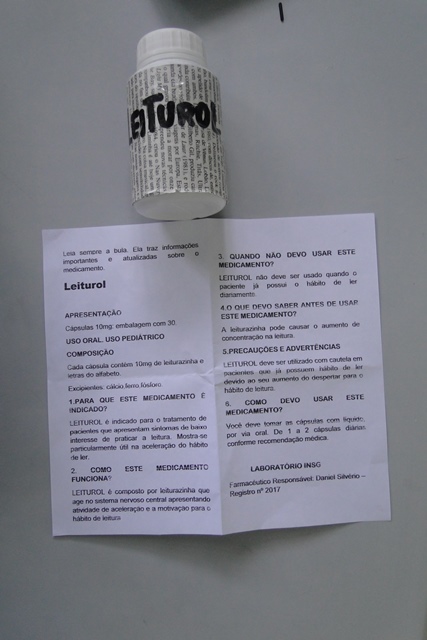 LEITUROL
Leia sempre a bula. Ela traz informações
importantes e atualizadas sobre o
medicamento.
Leiturol
APRESENTAÇÃO
Cápsulas 10mg: embalagem com 30.
USO ORAL. USO PEDIÁTRICO
COMPOSIÇÃO
Cada cápsula contém 10mg de leiturazinha e
letras do alfabeto.
Excipientes: cálcio,ferro,fósforo
1.PARA QUE ESTE MEDICAMENTO É
INDICADO?
LEITUROL é indicado para o tratamento de
pacientes que apresentam sintomas de baixo
interesse de praticar a leitura. Mostra-se
particularmente útil na aceleração do hábito
de ler.
2. COMO ESTE MEDICAMENTO
FUNCIONA?
LEITUROL é composto por leiturazinha que
age no sistema nervoso central apresentando
atividade de aceleração e a motivação para o
hábito de leitura
3. QUANDO NÃO DEVO USAR ESTE
MEDICAMENTO?
LEITUROL não deve ser usado quando o
paciente já possui o hábito de ler
diariamente.
4.O QUE DEVO SABER ANTES DE USAR
ESTE MEDICAMENTO?
A leiturazinha pode causar o aumento de
concentração na leitura.
5.PRECAUÇÕES E ADVERTÊNCIAS
LEITUROL deve ser utilizado com cautela em
pacientes que já possuem hábito de ler
devido ao seu aumento do despertar para o
hábito de leitura.
6. COMO DEVO USAR ESTE
MEDICAMENTO?
Você deve tomar as cápsulas com líquido,
por via oral. De 1 a 2 cápsulas diárias
conforme recomendação médica.
LABORATÓRIO INSG
Farmacêutico Responsável: Daniel Silvério –
Registro nº 2017